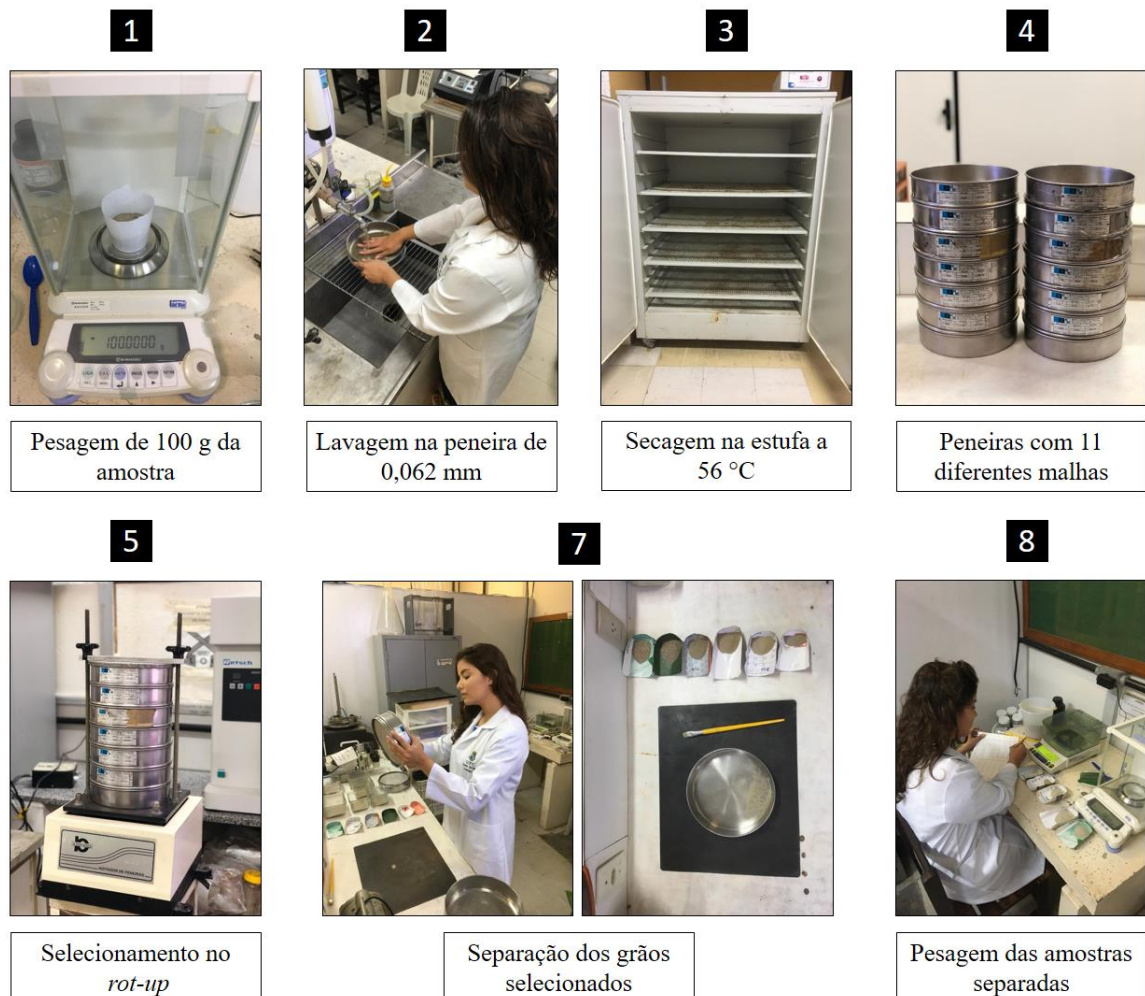 1
2
3
4
100.0000
Pesagem de 100 g da
amostra
Lavagem na peneira de
0,062 mm
Secagem na estufa a
56 °C
Peneiras com 11
diferentes malhas
5
7
8
Selecionamento no
rot-up
Separação dos grãos
selecionados
Pesagem das amostras
separadas